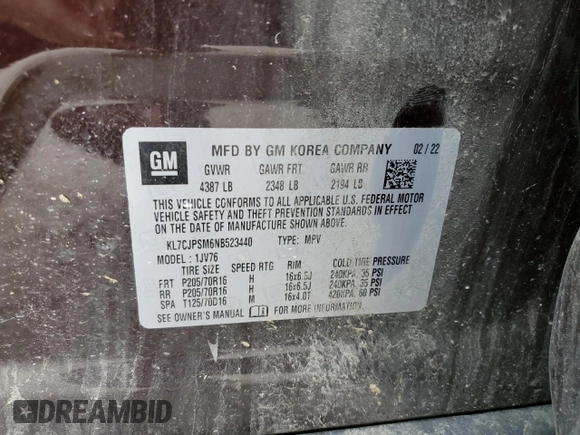 GM
MFD BY GM KOREA COMPANY 02 / 22
GVWR GAWR FRT GAWR RR
4387 LB 2348 LB 2194 LB
THIS VEHICLE CONFORMS TO ALL APPLICABLE U.S. FEDERAL MOTOR
VEHICLE SAFETY AND THEFT PREVENTION STANDARDS IN EFFECT
ON THE DATE OF MANUFACTURE SHOWN ABOVE.
KL7CJPSM6NB523440 TYPE: MPV
MODEL: 1JV76
TIRE SIZE SPEED RTG RIM COLD TIRE PRESSURE
FRT P205/70R16 H 16x6.5J 240KPA, 35 PSI
RR P205/70R16 H 16x6.5J 240KPA, 35 PSI
SPA T125/70D16 M 16x4.0T 420KPA, 60 PSI
SEE OWNER'S MANUAL FOR MORE INFORMATION.
DREAMBID